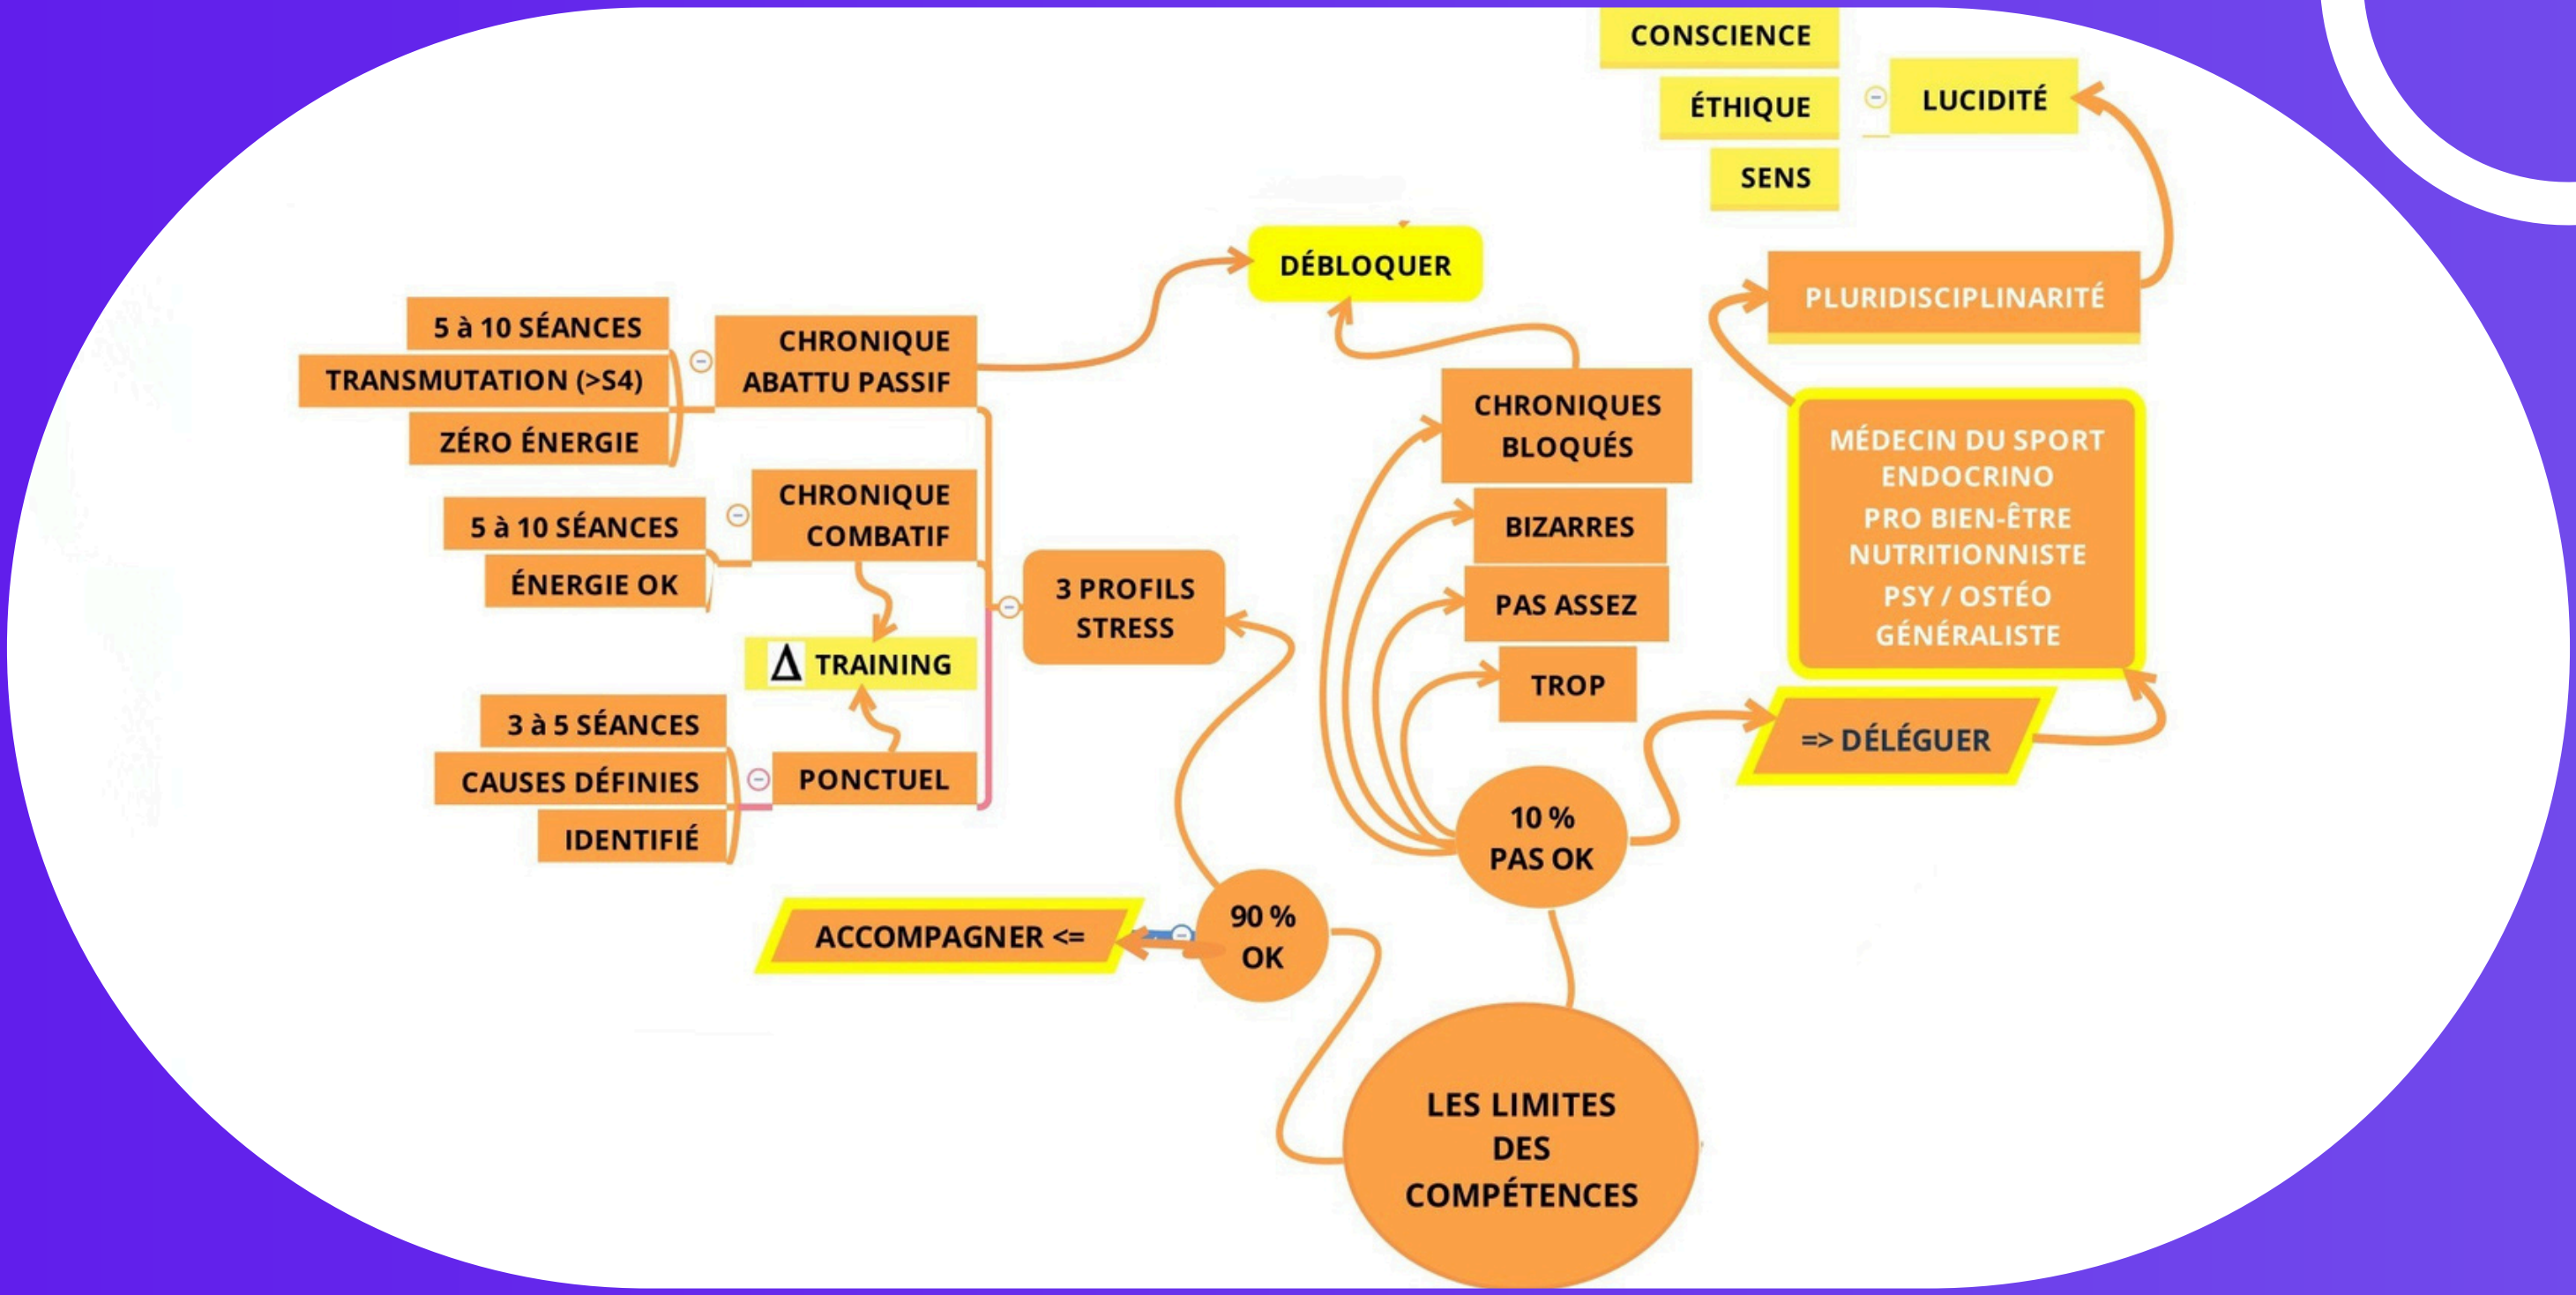 CONSCIENCE
ÉTHIQUE
SENS
LUCIDITÉ
DÉBLOQUER
PLURIDISCIPLINARITÉ
5 à 10 SÉANCES
TRANSMUTATION (>S4)
ZÉRO ÉNERGIE
CHRONIQUE
ABATTU PASSIF
5 à 10 SÉANCES
ÉNERGIE OK
CHRONIQUE
COMBATIF
Δ TRAINING
3 à 5 SÉANCES
CAUSES DÉFINIES
IDENTIFIÉ
PONCTUEL
3 PROFILS
STRESS
CHRONIQUES
BLOQUÉS
BIZARRES
PAS ASSEZ
TROP
MÉDECIN DU SPORT
ENDOCRINO
PRO BIEN-ÊTRE
NUTRITIONNISTE
PSY / OSTÉO
GÉNÉRALISTE
=> DÉLÉGUER
10 %
PAS OK
ACCOMPAGNER <=
90 %
OK
LES LIMITES
DES
COMPÉTENCES